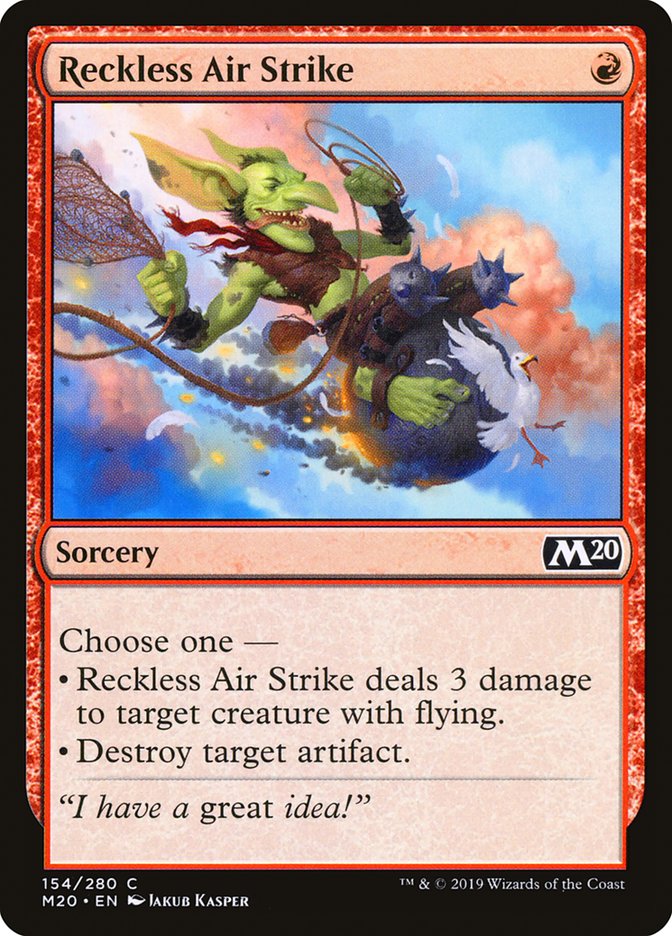 Reckless Air Strike
Sorcery
M20
Choose one —
• Reckless Air Strike deals 3 damage
to target creature with flying.
• Destroy target artifact.
“I have a great idea!”
154/280 C
™ & © 2019 Wizards of the Coast
M20 • EN Jakub Kasper